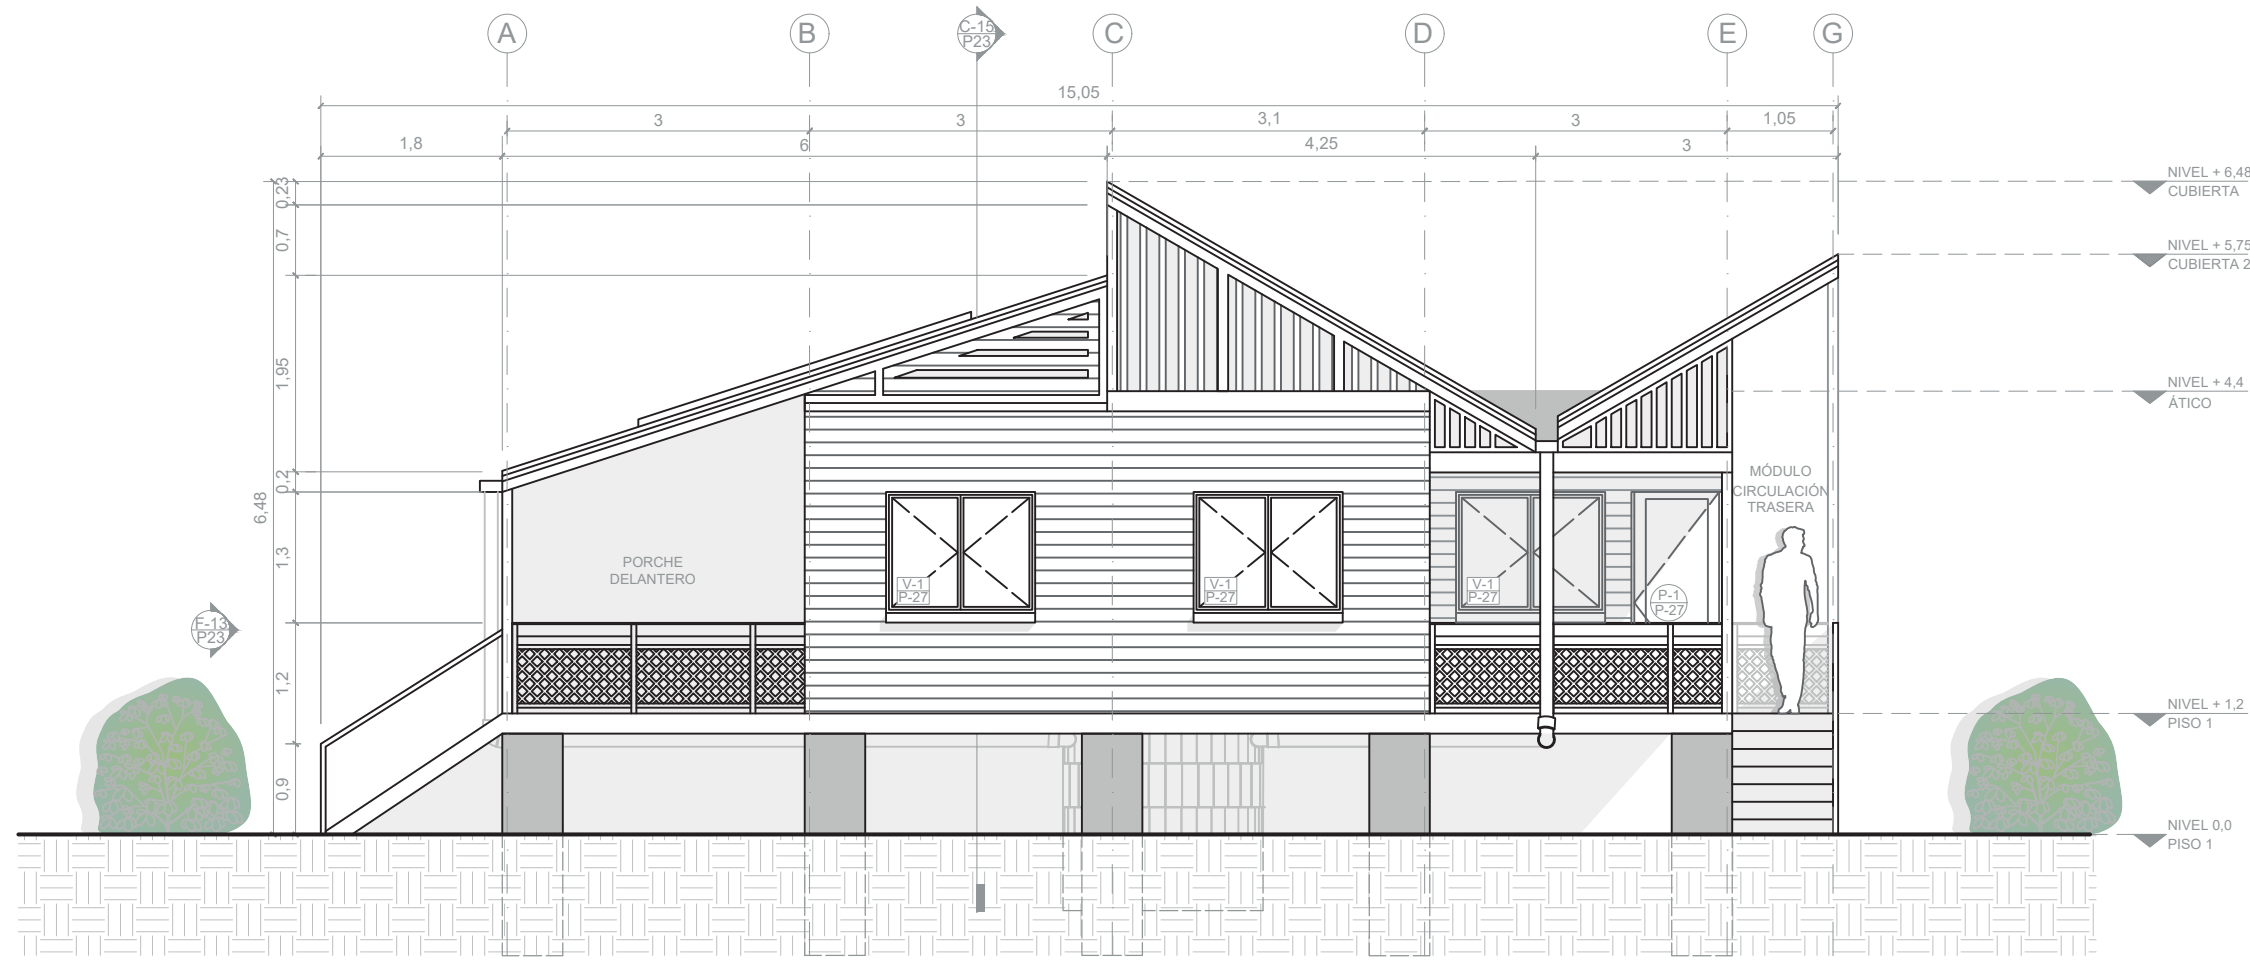 A
B
C-15
P23
C
D
E
G
15,05
3
3
3,1
3
1,05
1,8
6
4,25
3
0,23
0,7
1,95
0,2
6,48
1,3
1,2
0,9
NIVEL + 6,48
CUBIERTA
NIVEL + 5,75
CUBIERTA 2
NIVEL + 4,4
ÁTICO
MÓDULO
CIRCULACIÓN
TRASERA
PORCHE
DELANTERO
V-1
P-27
V-1
P-27
V-1
P-27
P-1
P-27
F-13
P23
NIVEL + 1,2
PISO 1
NIVEL 0,0
PISO 1